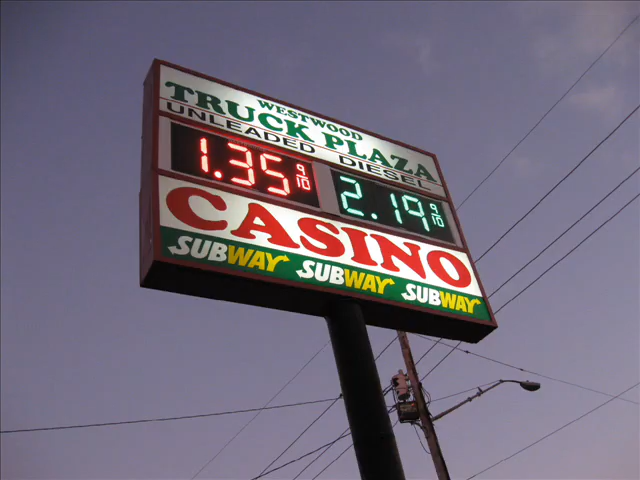 WESTWOOD
TRUCK PLAZA
UNLEADED DIESEL
1.35 9/10 2.19 9/10
CASINO
SUBWAY SUBWAY SUBWAY